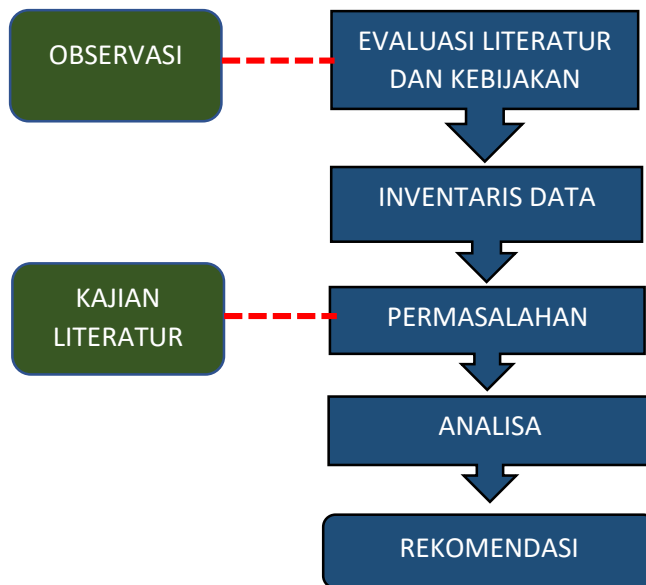 OBSERVASI
EVALUASI LITERATUR
DAN KEBIJAKAN
INVENTARIS DATA
KAJIAN
LITERATUR
PERMASALAHAN
ANALISA
REKOMENDASI